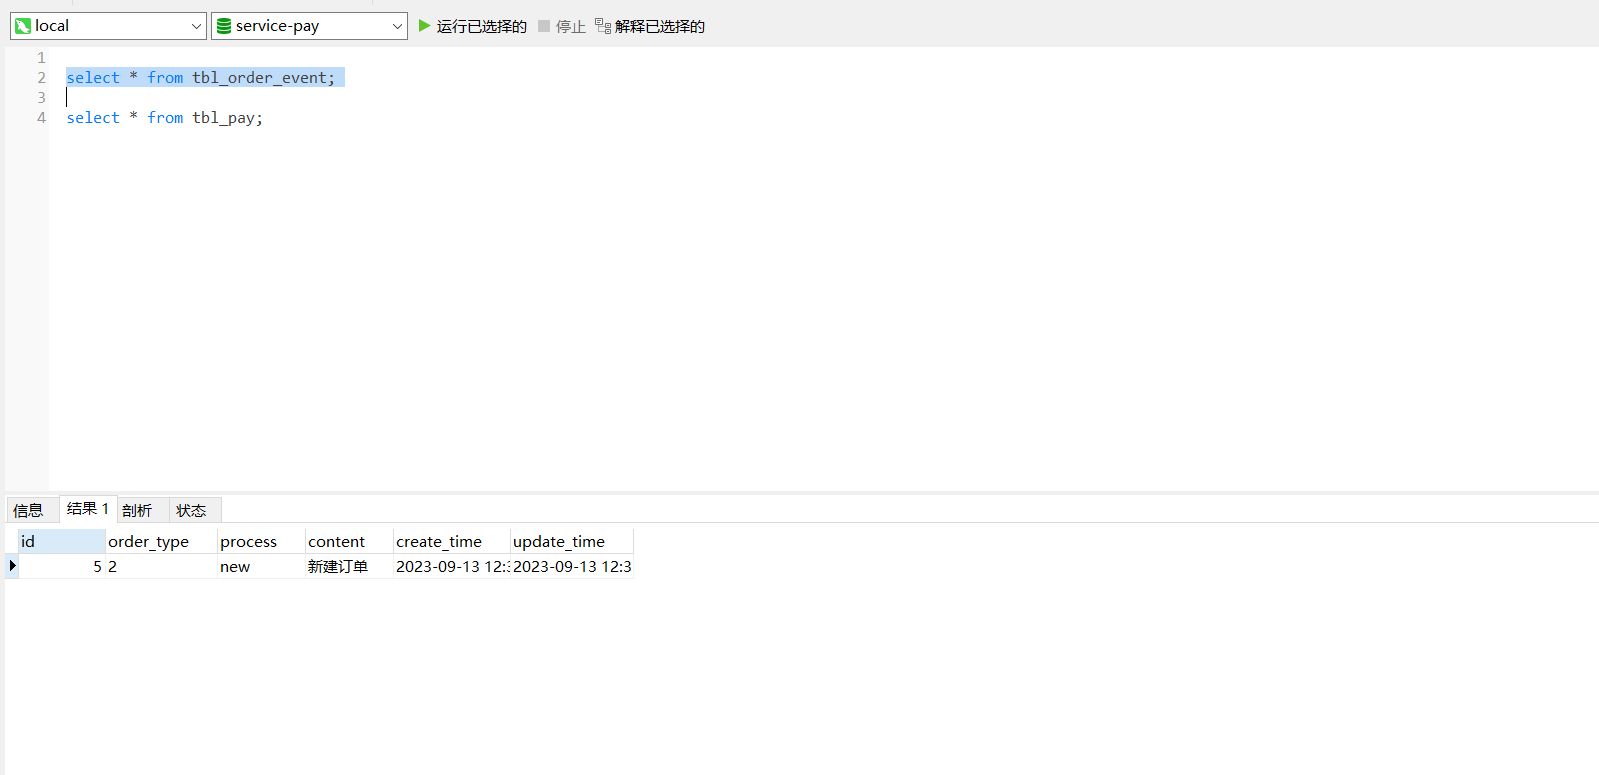 local service-pay 运行已选择的 停止 解释已选择的
1
2 select * from tbl_order_event;
3
4 select * from tbl_pay;
信息 结果 1 剖析 状态
id order_type process content create_time update_time
5 2 new 新建订单 2023-09-13 12:3 2023-09-13 12:3